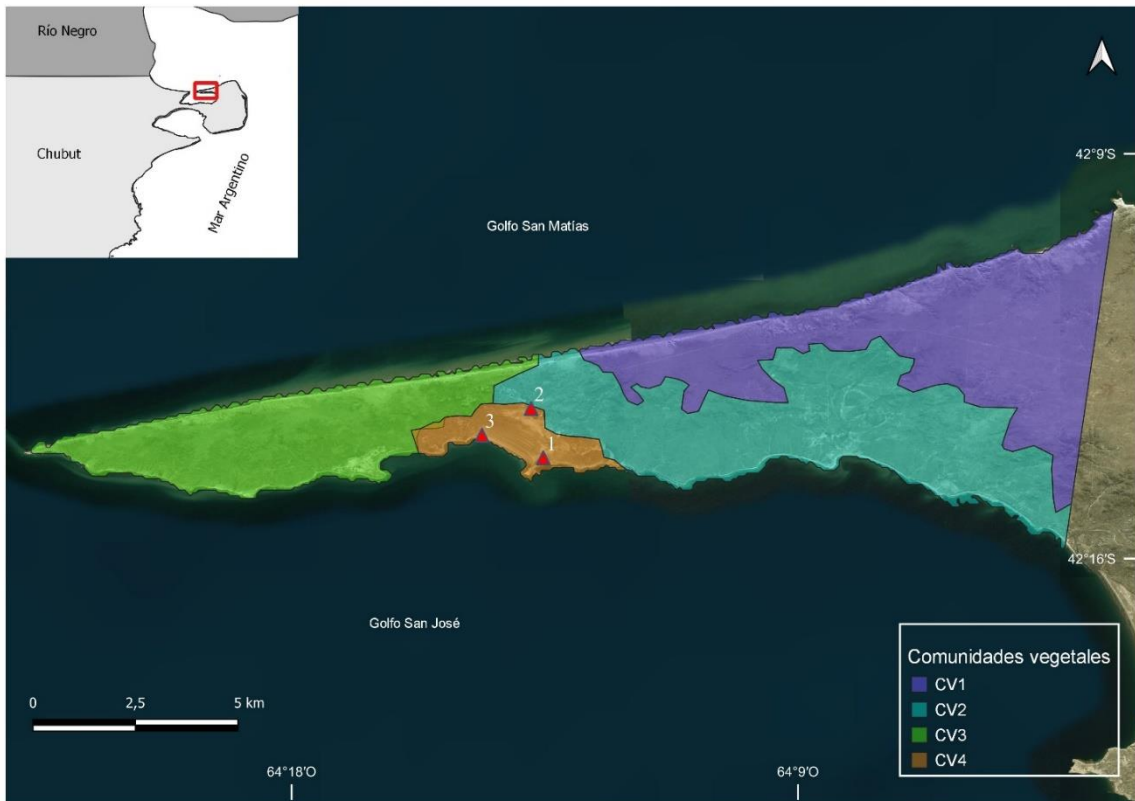 Río Negro
Chubut
Mar Argentino
42°9'S
Golfo San Matías
2
3
1
42°16'S
Golfo San José
Comunidades vegetales
CV1
CV2
CV3
CV4
0 2,5 5 km
64°18'O 64°9'O